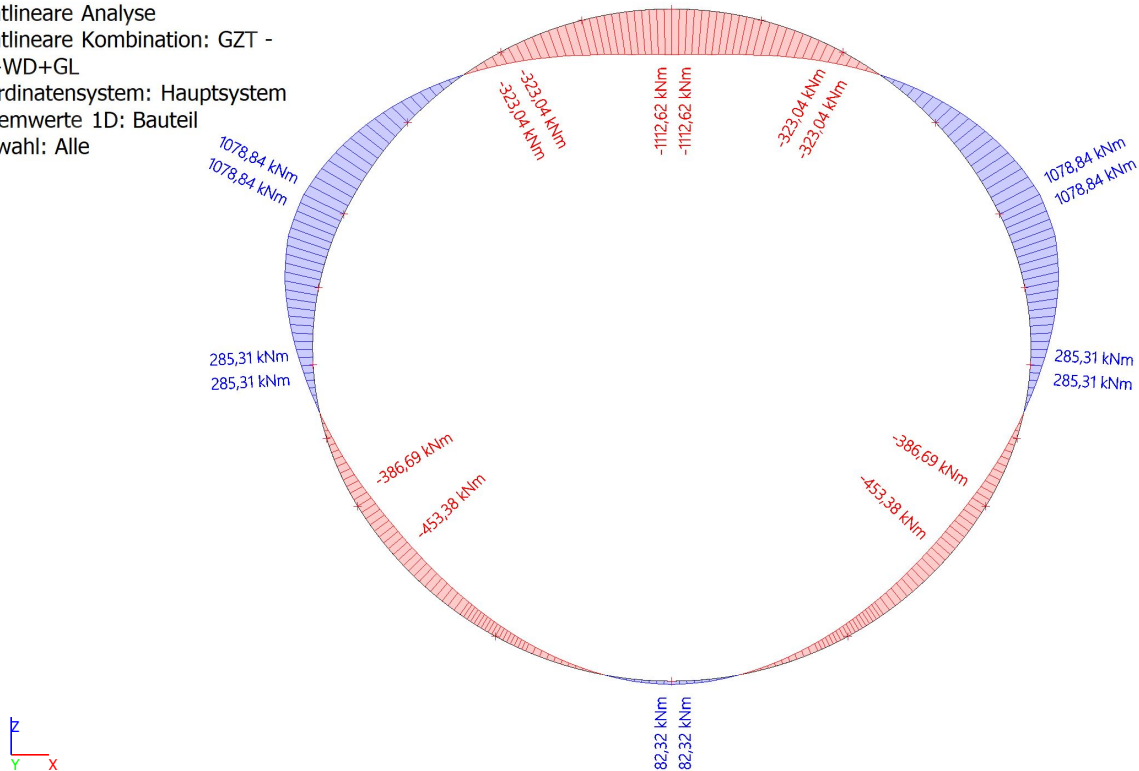 tlineare Analyse
tlineare Kombination: GZT -
-WD+GL
rdinatensystem: Hauptsystem
emwerte 1D: Bauteil
wahl: Alle
-323,04 kNm
-323,04 kNm
-1112,62 kNm
-1112,62 kNm
-323,04 kNm
-323,04 kNm
1078,84 kNm
1078,84 kNm
1078,84 kNm
1078,84 kNm
285,31 kNm
285,31 kNm
285,31 kNm
285,31 kNm
-386,69 kNm
-453,38 kNm
-386,69 kNm
-453,38 kNm
82,32 kNm
82,32 kNm
Z
Y X